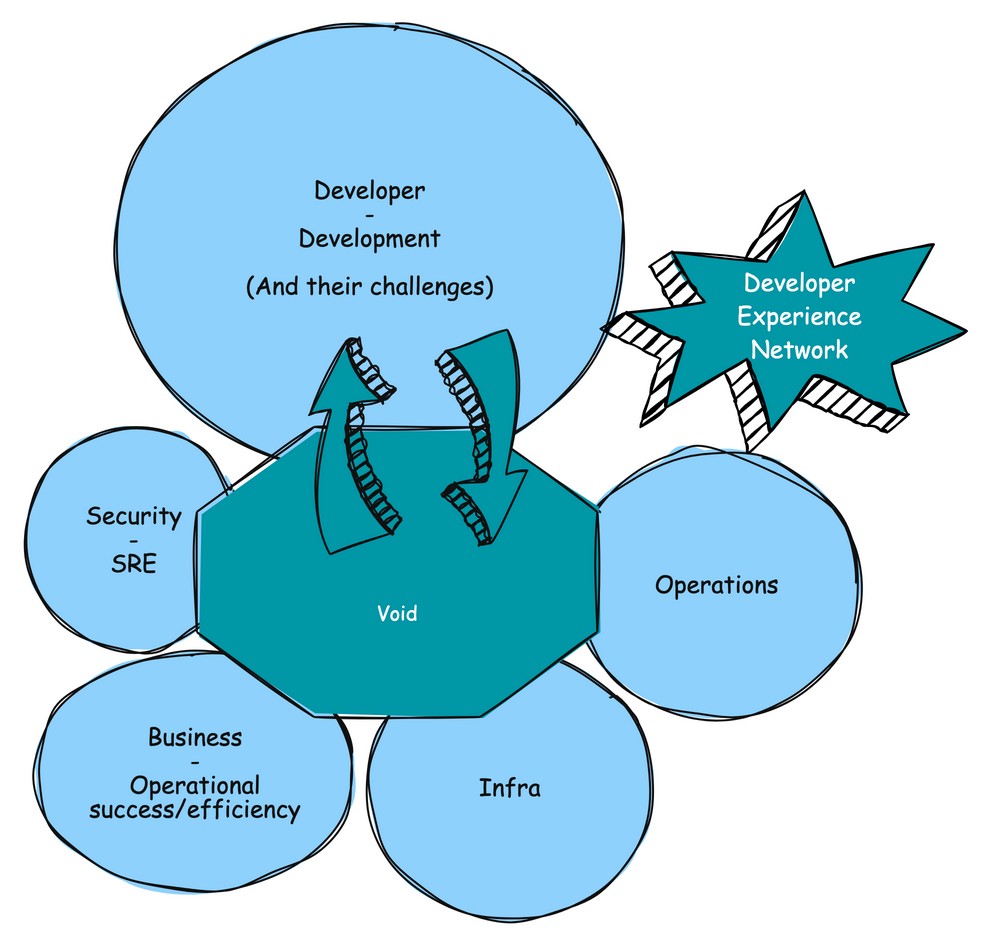 Developer
-
Development
(And their challenges)
Developer
Experience
Network
Security
-
SRE
Void
Operations
Business
-
Operational
success/efficiency
Infra